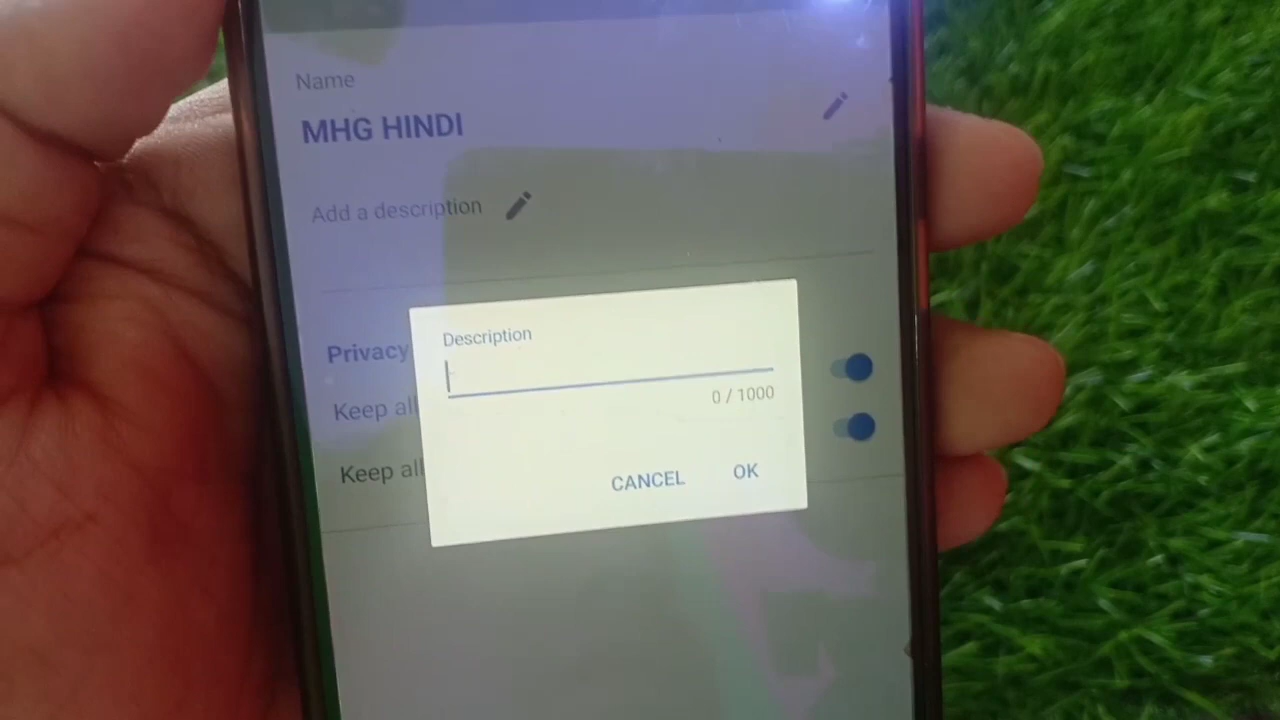 Name
MHG HINDI
Add a description
Description
0 / 1000
Privacy
Keep all
Keep all
CANCEL
OK